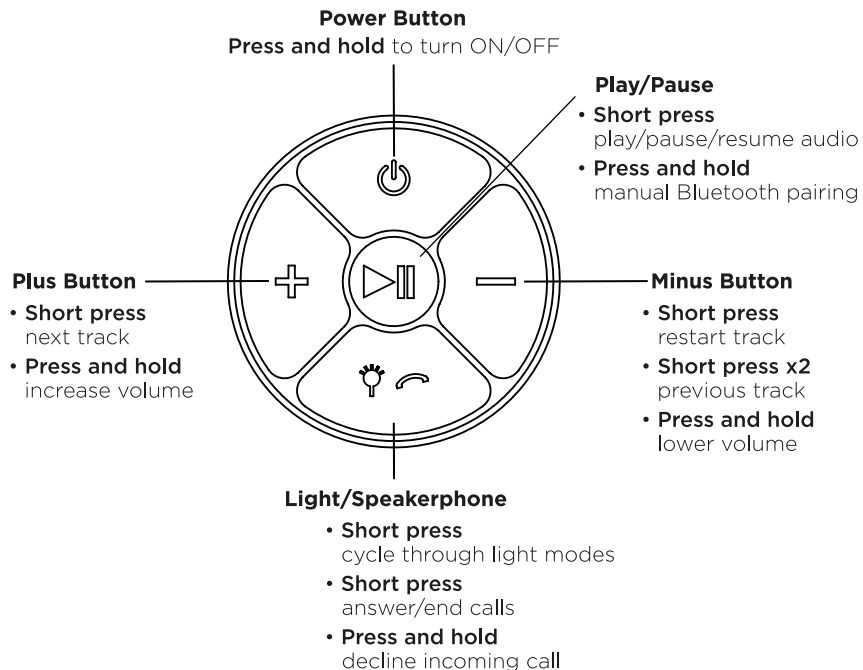 Power Button
Press and hold to turn ON/OFF
Play/Pause
• Short press
play/pause/resume audio
• Press and hold
manual Bluetooth pairing
Plus Button
• Short press
next track
• Press and hold
increase volume
Minus Button
• Short press
restart track
• Short press x2
previous track
• Press and hold
lower volume
Light/Speakerphone
• Short press
cycle through light modes
• Short press
answer/end calls
• Press and hold
decline incoming call